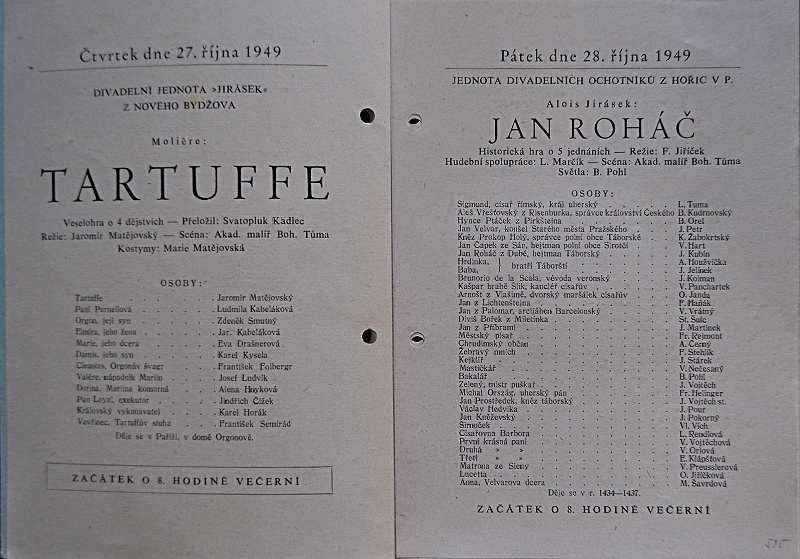 Čtvrtek dne 27. října 1949
DIVADELNÍ JEDNOTA »JIRÁSEK«
Z NOVÉHO BYDŽOVA
Molière:
TARTUFFE
Veselohra o 4 dějstvích — Přeložil: Svatopluk Kadlec
Režie: Jaromír Matějovský — Scéna: Akad. malíř Boh. Tůma
Kostymy: Marie Matějovská
OSOBY:
Tartuffe . . . . . Jaromír Matějovský
Paní Pernellová . . . . Ludmila Kabeláková
Orgon, její syn . . . . Zdeněk Smutný
Elmira, jeho žena . . . . Jar. Kabeláková
Marie, jeho dcera . . . . Eva Drašnerová
Damis, jeho syn . . . . Karel Kysela
Cleantes, Orgonův švagr . . . František Folbergr
Valére, nápadník Mariin . . . Josef Ludvík
Dorina, Mariina komorná . . . Alena Hnyková
Pan Loyal, exekutor . . . . Jindřich Čížek
Královský vykonavatel . . . Karel Horák
Vavřinec, Tartuffův sluha . . . František Semirád
Děje se v Paříži, v domě Orgonově.
ZAČÁTEK O 8. HODINĚ VEČERNÍ
Pátek dne 28. října 1949
JEDNOTA DIVADELNÍCH OCHOTNÍKŮ Z HOŘIC V P.
Alois Jirásek:
JAN ROHÁČ
Historická hra o 5 jednáních — Režie: F. Jiříček
Hudební spolupráce: L. Marčík — Scéna: Akad. malíř Boh. Tůma
Světla: B. Pohl
OSOBY:
Sigmund, císař římský, král uherský . . . . . L. Tuma
Aleš Vřešťovský z Risenburka, správce království Českého B. Kudrnovský
Hynce Ptáček z Pirkštejna . . . . . B. Orel
Jan Velvar, konšel Starého města Pražského . . . . J. Petr
Kněz Prokop Holý, správce polní obce Táborské . . K. Žabokrtský
Jan Čapek ze Sán, hejtman polní obce Sirotčí . . . V. Hart
Jan Roháč z Dubé, hejtman Táborský . . . . J. Kubín
Hrdinka, } bratří Táborští . . . . A. Houžvička
Baba, . . . . J. Jelínek
Brunorio de la Scala, vévoda veronský . . . . J. Kolman
Kašpar hrabě Šlik, kancléř císařův . . . . V. Panchartek
Arnošt z Vlašimě, dvorský maršálek císařův . . . O. Janda
Jan z Lichtenštejna . . . . . F. Haňák
Jan z Palomar, arcijáhen Barcelonský . . . . V. Vrátný
Diviš Bořek z Miletínka . . . . . St. Šulc
Jan z Příbrami . . . . . J. Martinek
Městský písař . . . . . Fr. Rejmont
Chrudimský občan . . . . . A. Černý
Žebravý mnich . . . . . F. Stehlík
Kejklíř . . . . . J. Stárek
Mastičkář . . . . . V. Nečesaný
Bakalář . . . . . B. Pohl
Zelený, mistr puškař . . . . . J. Vojtěch
Michal Országh, uherský pán . . . . . Fr. Helinger
Jan Prostředek, kněz táborský . . . . . J. Vojtěch st.
Václav Hedvika . . . . . J. Pour
Jan Kněževský . . . . . J. Pokorný
Šimoček . . . . . Vl. Vich
Císařovna Barbora . . . . . L. Rendlová
První krásná paní . . . . . V. Vojtěchová
Druhá » » . . . . . V. Orlová
Třetí » » . . . . . E. Klápšťová
Matrona ze Sieny . . . . . V. Preusslerová
Lucetta . . . . . O. Jiříčková
Anna, Velvarova dcera . . . . . M. Šavrdová
Děje se v r. 1434—1437.
ZAČÁTEK O 8. HODINĚ VEČERNÍ